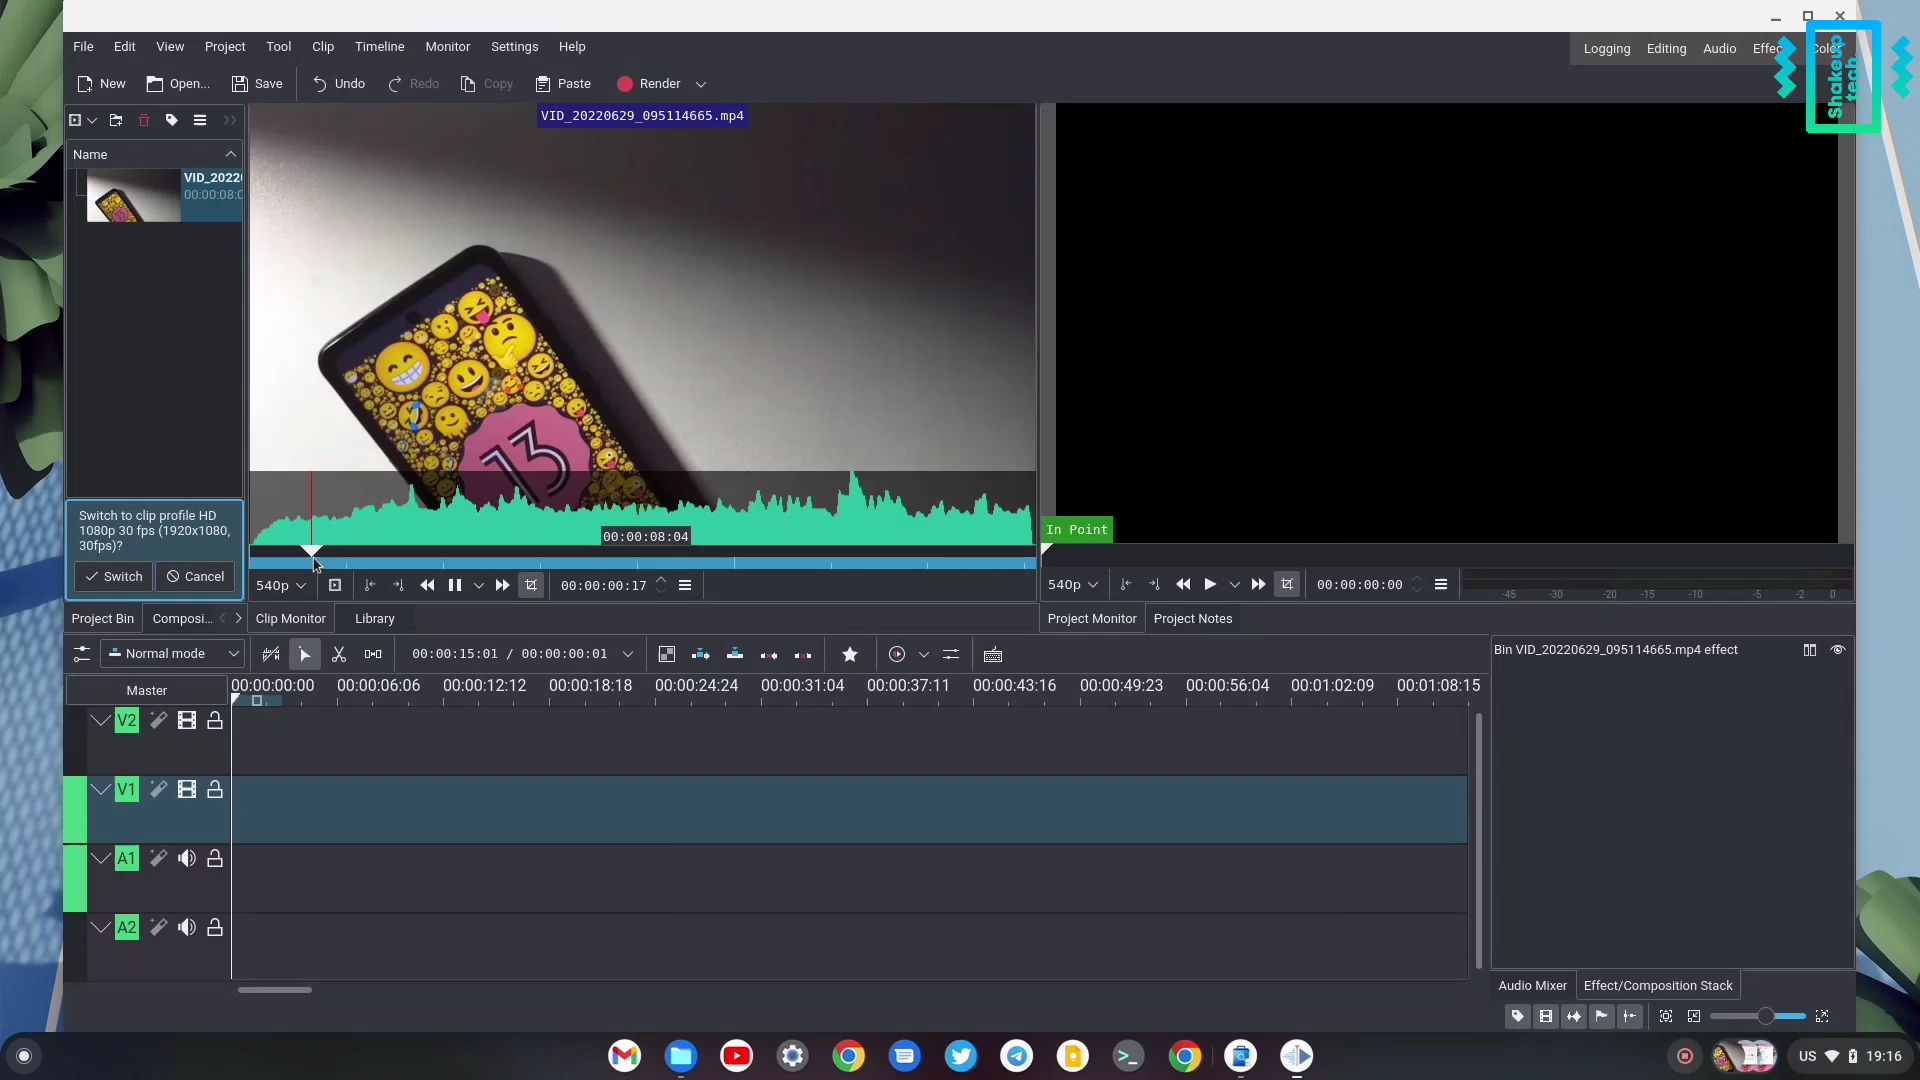 File Edit View Project Tool Clip Timeline Monitor Settings Help
Logging Editing Audio
Shakeup
tech
New Open... Save Undo Redo Copy Paste Render
VID_20220629_095114665.mp4
Name
VID_2022
00:00:08:0
13
00:00:08:04
In Point
Switch to clip profile HD
1080p 30 fps (1920x1080,
30fps)?
Switch Cancel
540p 00:00:00:17
540p 00:00:00:00
-45 -30 -20 -15 -10 -5 -2 0
Project Bin Composi... Clip Monitor Library Project Monitor Project Notes
Normal mode 00:00:15:01 / 00:00:00:01
Bin VID_20220629_095114665.mp4 effect
Master 00:00:00:00 00:00:06:06 00:00:12:12 00:00:18:18 00:00:24:24 00:00:31:04 00:00:37:11 00:00:43:16 00:00:49:23 00:00:56:04 00:01:02:09 00:01:08:15
V2
V1
A1
A2
Audio Mixer Effect/Composition Stack
US 19:16